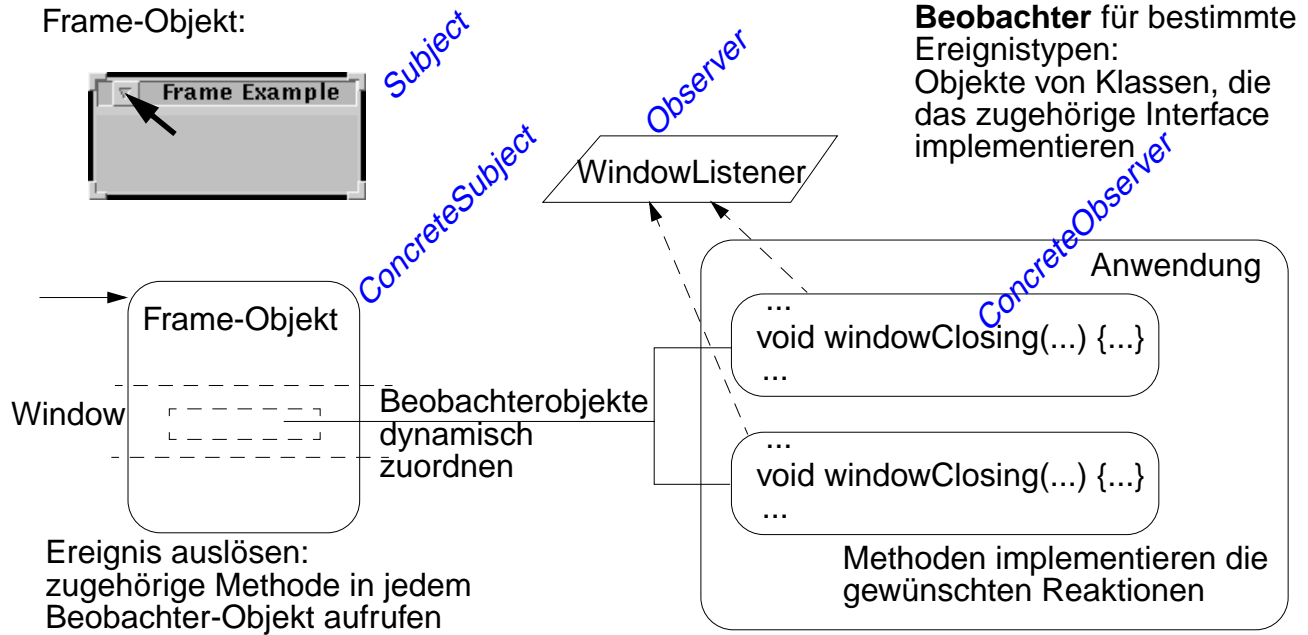 Frame-Objekt:
Frame Example
Subject
Observer
Beobachter für bestimmte
Ereignistypen:
Objekte von Klassen, die
das zugehörige Interface
implementieren
WindowListener
ConcreteSubject
ConcreteObserver
Anwendung
Frame-Objekt
...
void windowClosing(...) {...}
...
Window
Beobachterobjekte
dynamisch
zuordnen
...
void windowClosing(...) {...}
...
Ereignis auslösen:
zugehörige Methode in jedem
Beobachter-Objekt aufrufen
Methoden implementieren die
gewünschten Reaktionen